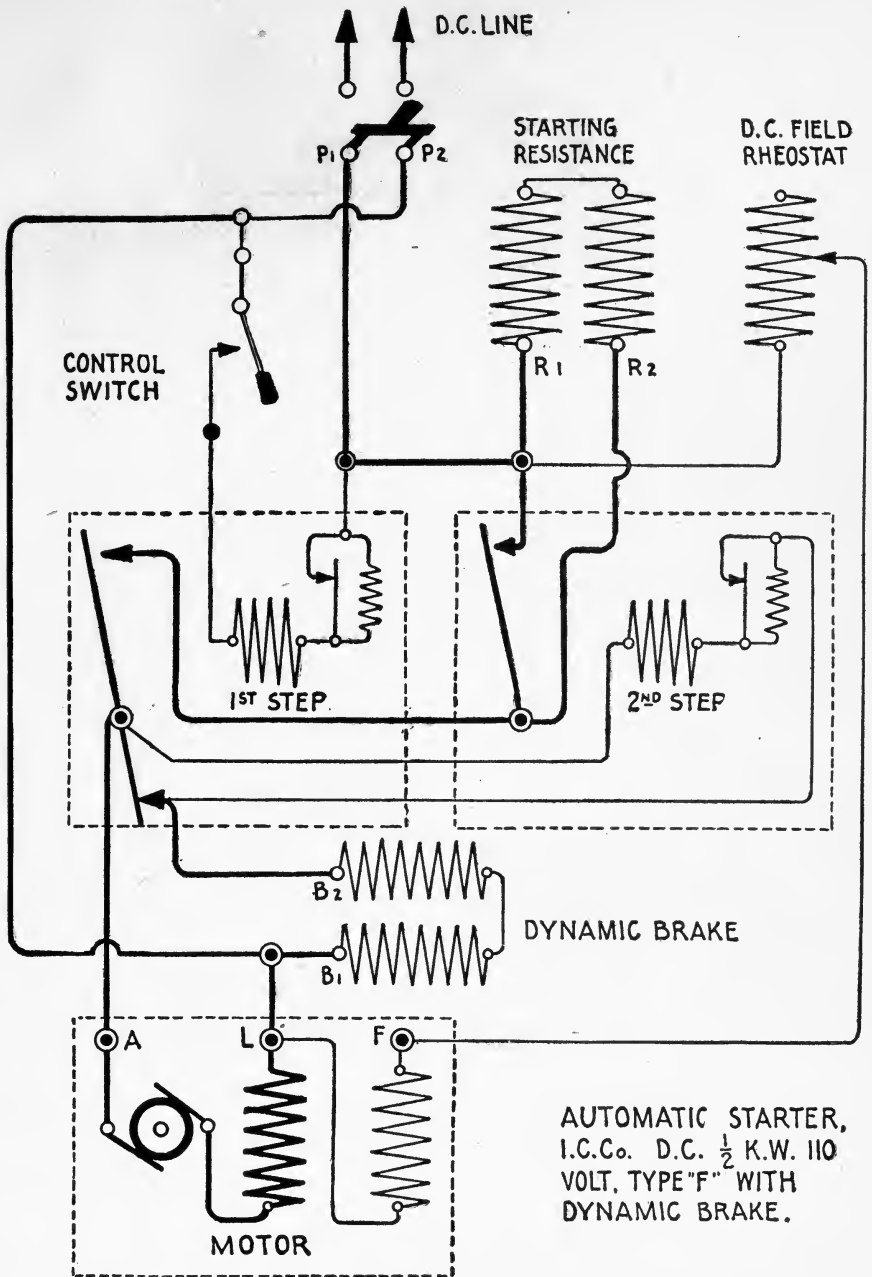 D.C. LINE
P1
P2
STARTING
RESISTANCE
D.C. FIELD
RHEOSTAT
CONTROL
SWITCH
R1
R2
1ST STEP
2ND STEP
B2
DYNAMIC BRAKE
B1
A
L
F
MOTOR
AUTOMATIC STARTER,
I.C.Co. D.C. ½ K.W. 110
VOLT, TYPE "F" WITH
DYNAMIC BRAKE.